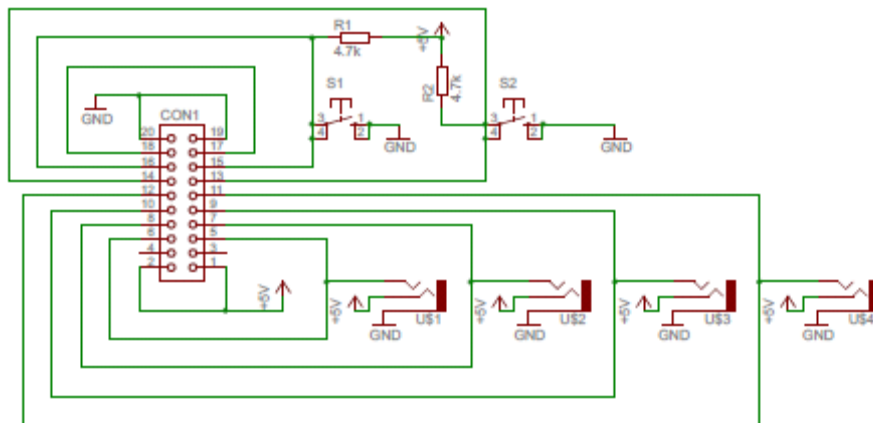 R1
4.7k
+5V
R2
4.7k
S1
3 1
4 2
GND
S2
3 1
4 2
GND
GND
CON1
20 19
18 17
16 15
14 13
12 11
10 9
8 7
6 5
4 3
2 1
+5V
+5V
GND
U$1
+5V
GND
U$2
+5V
GND
U$3
+5V
GND
U$4